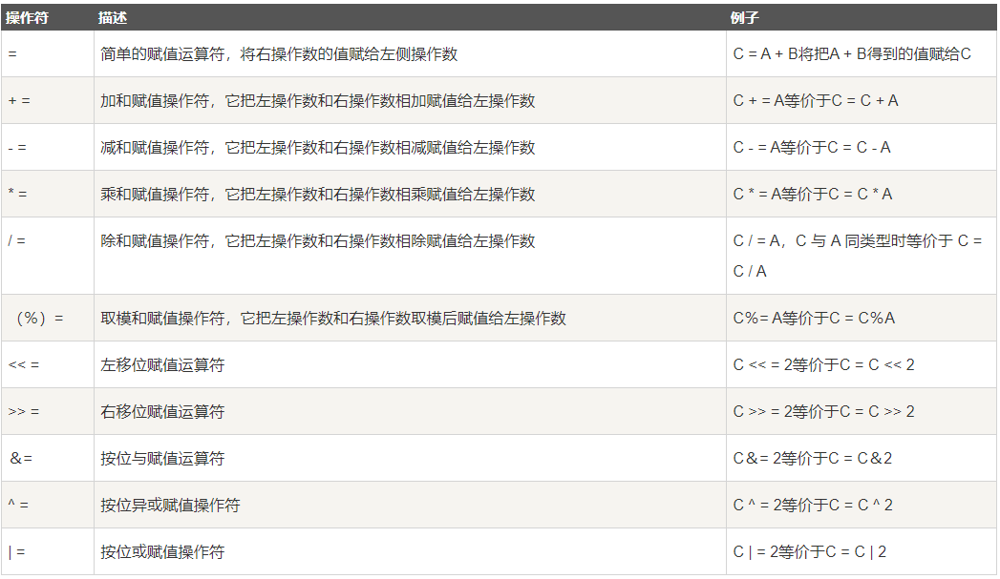 操作符 描述 例子
= 简单的赋值运算符，将右操作数的值赋给左侧操作数 C = A + B将把A + B得到的值赋给C
+ = 加和赋值操作符，它把左操作数和右操作数相加赋值给左操作数 C + = A等价于C = C + A
- = 减和赋值操作符，它把左操作数和右操作数相减赋值给左操作数 C - = A等价于C = C - A
* = 乘和赋值操作符，它把左操作数和右操作数相乘赋值给左操作数 C * = A等价于C = C * A
/ = 除和赋值操作符，它把左操作数和右操作数相除赋值给左操作数 C / = A，C 与 A 同类型时等价于 C =
C / A
（%）= 取模和赋值操作符，它把左操作数和右操作数取模后赋值给左操作数 C％= A等价于C = C％A
<< = 左移位赋值运算符 C << = 2等价于C = C << 2
>> = 右移位赋值运算符 C >> = 2等价于C = C >> 2
＆= 按位与赋值运算符 C＆= 2等价于C = C＆2
^ = 按位异或赋值操作符 C ^ = 2等价于C = C ^ 2
| = 按位或赋值操作符 C | = 2等价于C = C | 2